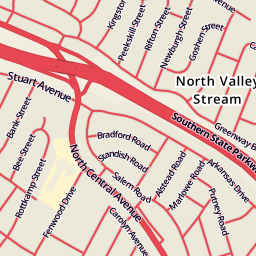 Kingston
Peekskill Street
Rifton Street
Newburgh Street
Goshen Street
Stuart Avenue
North Valley
Stream
Bank Street
Bee Street
Rottkamp Street
Fenwood Drive
North Central Avenue
Bradford Road
Standish Road
Salem Road
Carolyn Avenue
Alstead Road
Marlowe Road
Putney Road
Arkansas Drive
Southern State Parkw
Greenway B